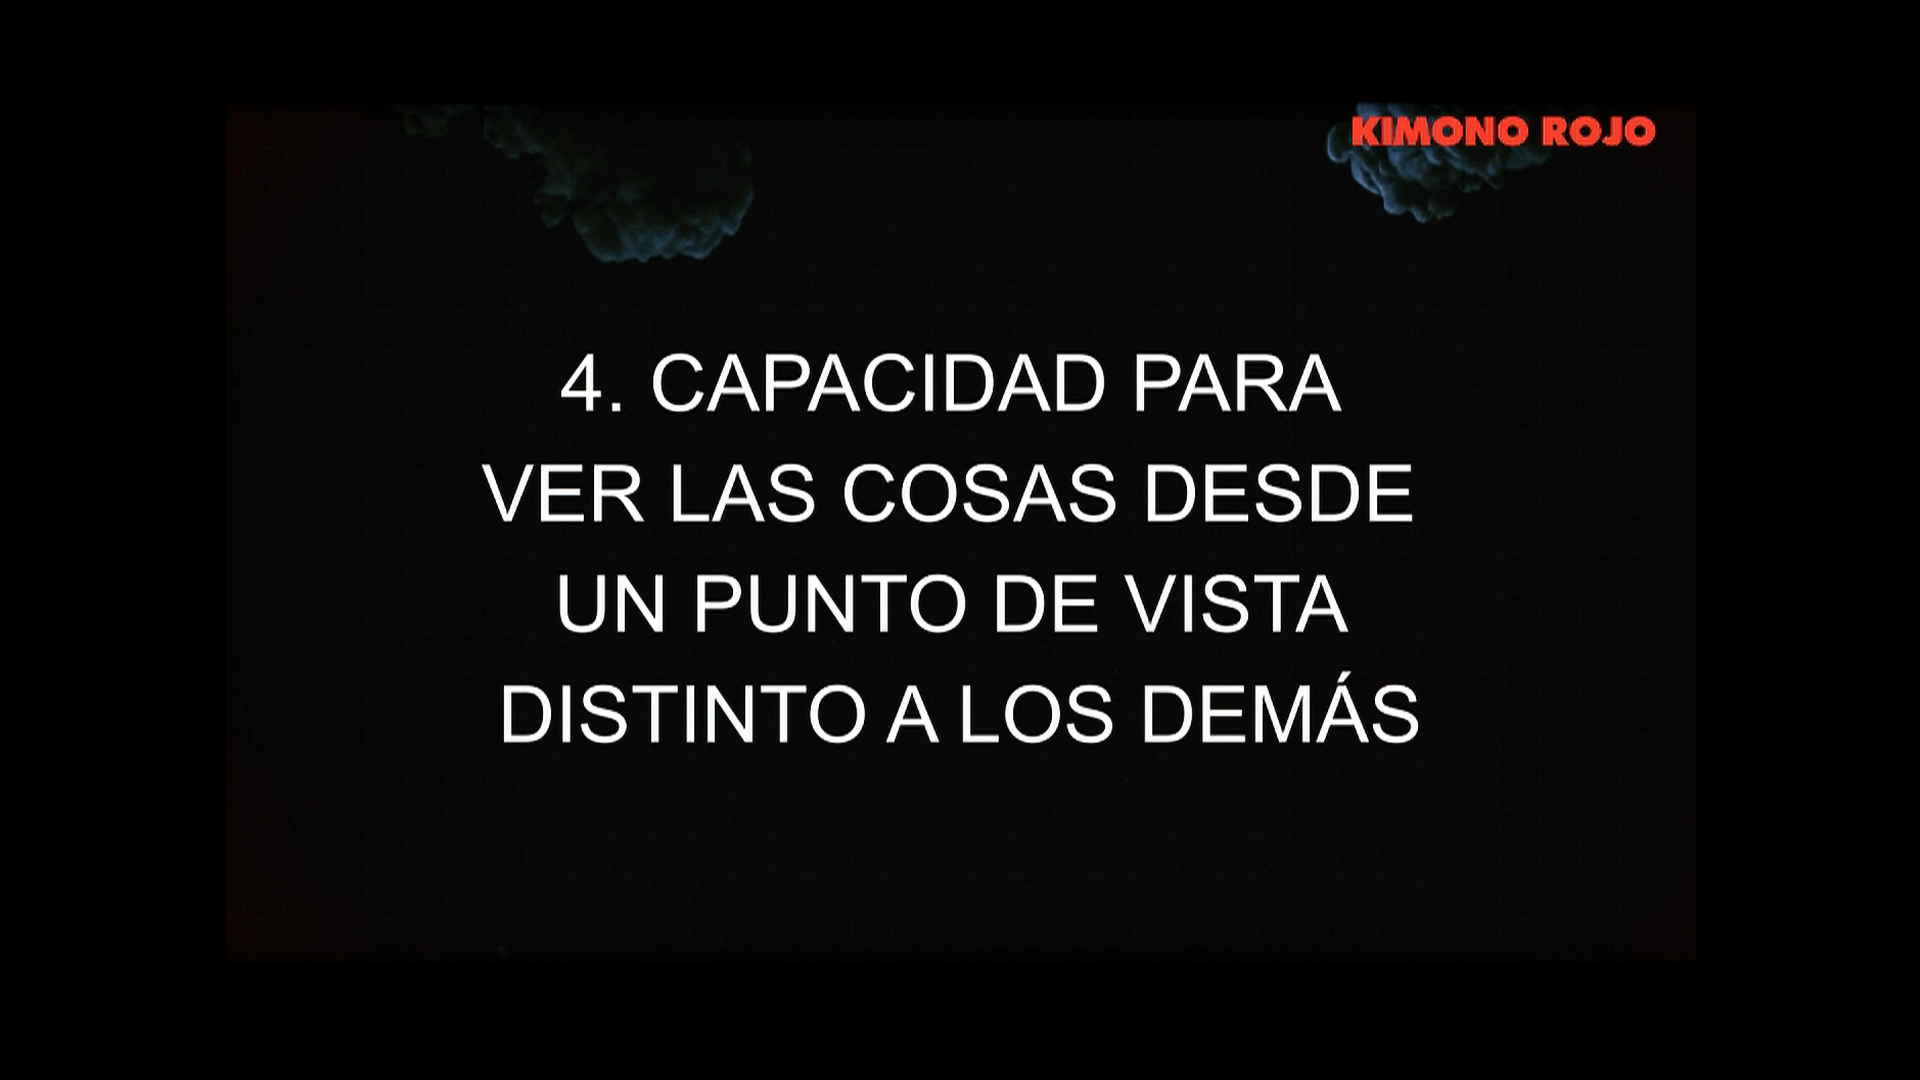 KIMONO ROJO
4. CAPACIDAD PARA
VER LAS COSAS DESDE
UN PUNTO DE VISTA
DISTINTO A LOS DEMÁS